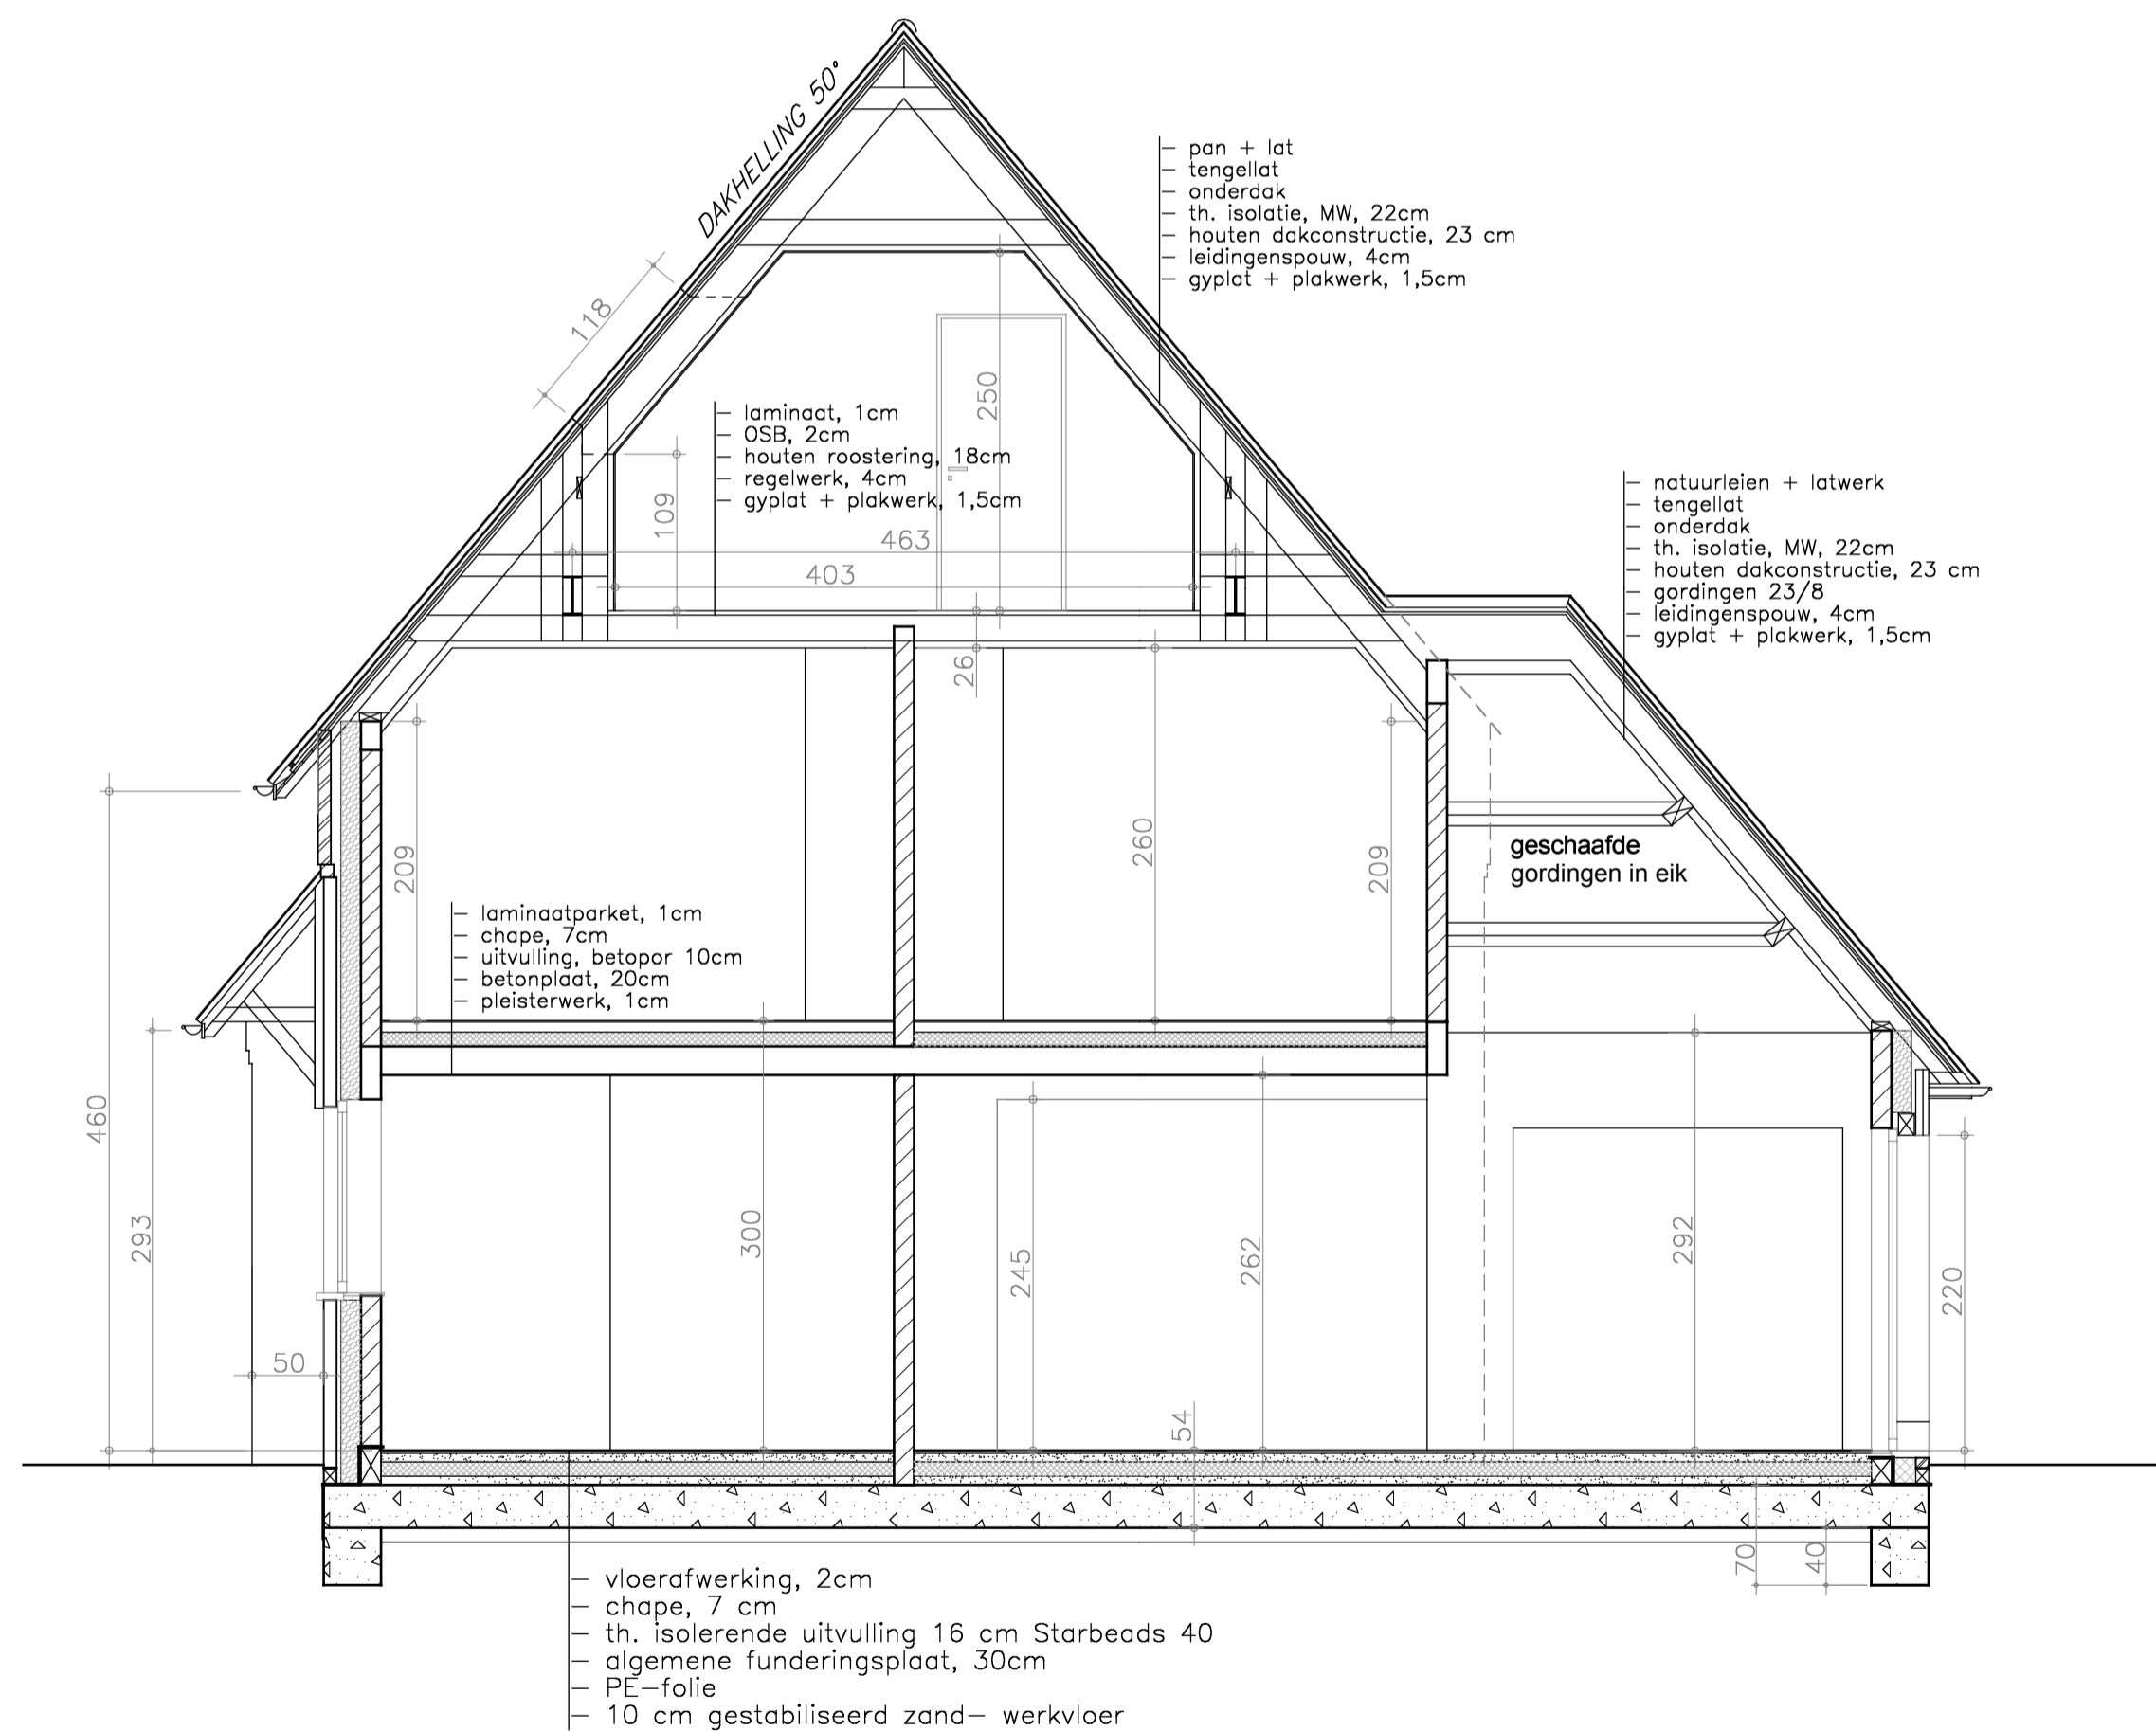 DAKHELLING 50°
— pan + lat
— tengellat
— onderdak
— th. isolatie, MW, 22cm
— houten dakconstructie, 23 cm
— leidingenspouw, 4cm
— gyplat + plakwerk, 1,5cm
118
250
— laminaat, 1cm
— OSB, 2cm
— houten roostering, 18cm
— regelwerk, 4cm
— gyplat + plakwerk, 1,5cm
109
463
403
— natuurleien + latwerk
— tengellat
— onderdak
— th. isolatie, MW, 22cm
— houten dakconstructie, 23 cm
— gordingen 23/8
— leidingenspouw, 4cm
— gyplat + plakwerk, 1,5cm
26
209
260
209
geschaafde
gordingen in eik
— laminaatparket, 1cm
— chape, 7cm
— uitvulling, betopor 10cm
— betonplaat, 20cm
— pleisterwerk, 1cm
460
293
300
245
262
292
220
50
54
70
40
— vloerafwerking, 2cm
— chape, 7 cm
— th. isolerende uitvulling 16 cm Starbeads 40
— algemene funderingsplaat, 30cm
— PE–folie
— 10 cm gestabiliseerd zand– werkvloer